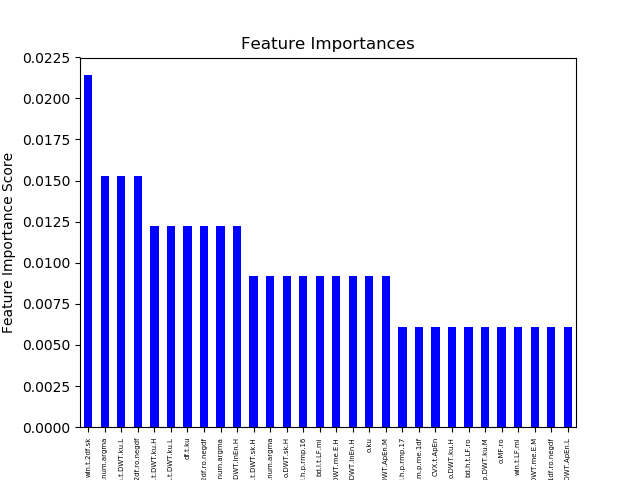 Feature Importances
Feature Importance Score
0.0225
0.0200
0.0175
0.0150
0.0125
0.0100
0.0075
0.0050
0.0025
0.0000
win.t.2df.sk
num.argma
.t.DWT.ku.L
2df.ro.negdf
.t.DWT.ku.H
.t.DWT.ku.L
df.t.ku
2df.ro.negdf
num.argma
DWT.InEn.H
.t.DWT.sk.H
.num.argma
o.DWT.sk.H
.h.p.rmp.16
bd.l.t.LF.mi
DWT.me.E.H
DWT.InEn.H
o.ku
DWT.ApEn.M
.h.p.rmp.17
m.p.me.1df
CVX.t.ApEn
o.DWT.ku.H
bd.h.t.LF.ro
p.DWT.ku.M
o.MF.ro
win.t.LF.mi
DWT.me.E.M
1df.ro.negdf
DWT.ApEn.L